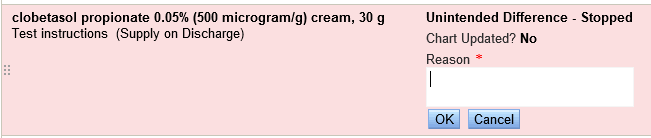 clobetasol propionate 0.05% (500 microgram/g) cream, 30 g
Test instructions (Supply on Discharge)
Unintended Difference - Stopped
Chart Updated? No
Reason *
OK Cancel